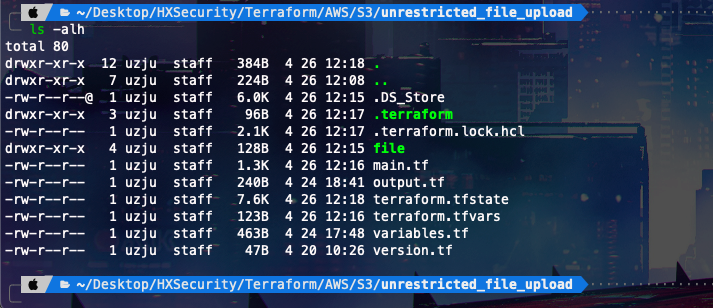 ~/Desktop/HXSecurity/Terraform/AWS/S3/unrestricted_file_upload
ls -alh
total 80
drwxr-xr-x 12 uzju staff 384B 4 26 12:18 .
drwxr-xr-x 7 uzju staff 224B 4 26 12:08 ..
-rw-r--r--@ 1 uzju staff 6.0K 4 26 12:15 .DS_Store
drwxr-xr-x 3 uzju staff 96B 4 26 12:17 .terraform
-rw-r--r-- 1 uzju staff 2.1K 4 26 12:17 .terraform.lock.hcl
drwxr-xr-x 4 uzju staff 128B 4 26 12:15 file
-rw-r--r-- 1 uzju staff 1.3K 4 26 12:16 main.tf
-rw-r--r-- 1 uzju staff 240B 4 24 18:41 output.tf
-rw-r--r-- 1 uzju staff 7.6K 4 26 12:18 terraform.tfstate
-rw-r--r-- 1 uzju staff 123B 4 26 12:16 terraform.tfvars
-rw-r--r-- 1 uzju staff 463B 4 24 17:48 variables.tf
-rw-r--r-- 1 uzju staff 47B 4 20 10:26 version.tf
~/Desktop/HXSecurity/Terraform/AWS/S3/unrestricted_file_upload